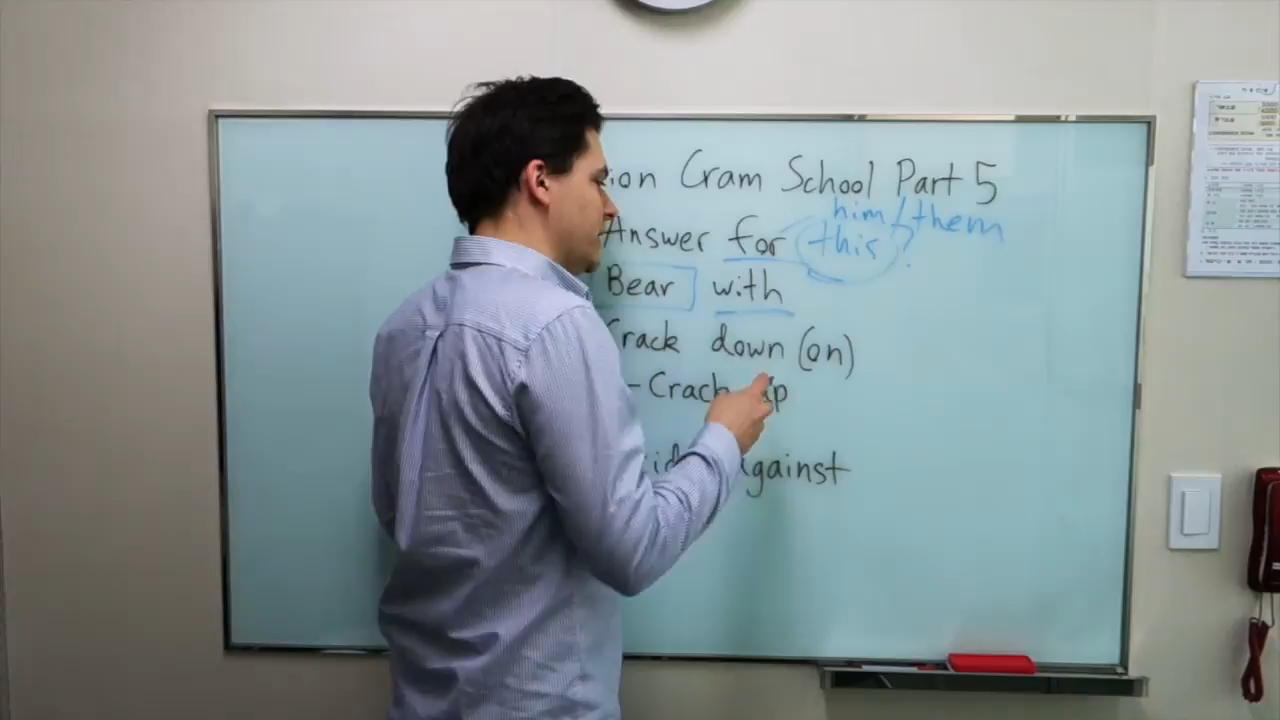 ion Cram School Part 5
him/them
Answer for this?
Bear with
Crack down (on)
- Crack up
against